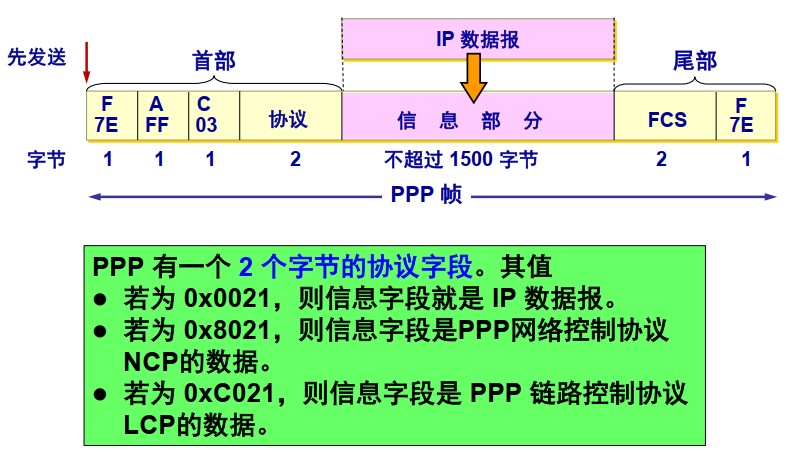 IP 数据报
先发送
首部
尾部
F
7E
A
FF
C
03
协议
信 息 部 分
FCS
F
7E
字节 1 1 1 2 不超过 1500 字节 2 1
PPP 帧
PPP 有一个 2 个字节的协议字段。其值
● 若为 0x0021，则信息字段就是 IP 数据报。
● 若为 0x8021，则信息字段是PPP网络控制协议
NCP的数据。
● 若为 0xC021，则信息字段是 PPP 链路控制协议
LCP的数据。